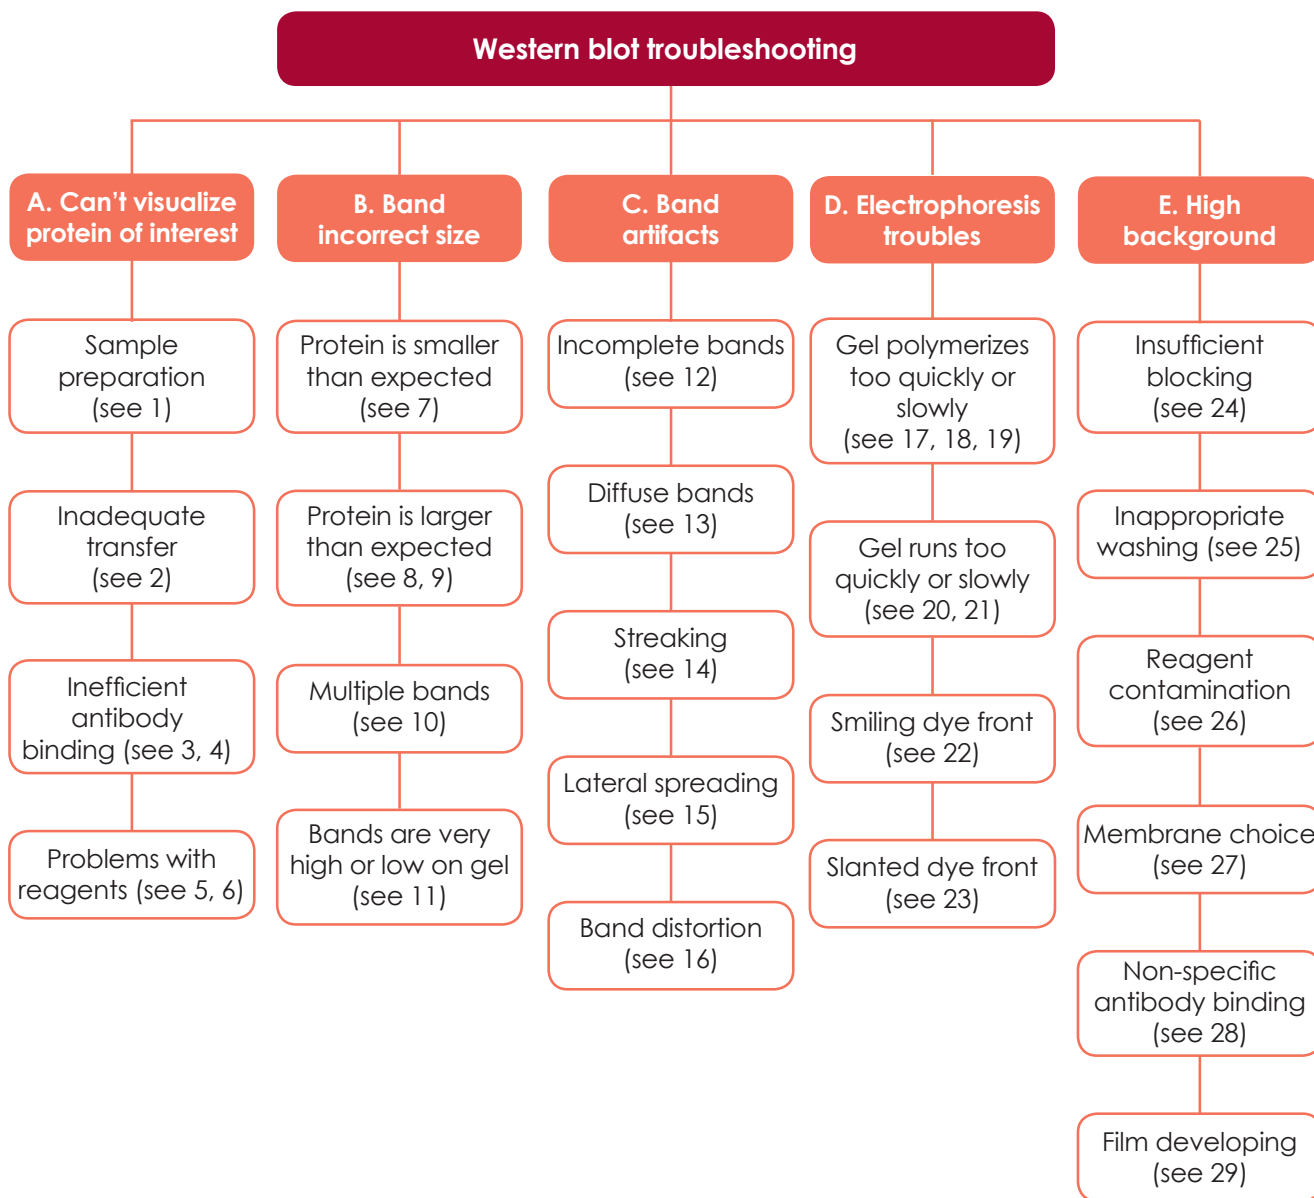 Western blot troubleshooting
A. Can't visualize
protein of interest
Sample
preparation
(see 1)
Inadequate
transfer
(see 2)
Inefficient
antibody
binding (see 3, 4)
Problems with
reagents (see 5, 6)
B. Band
incorrect size
Protein is smaller
than expected
(see 7)
Protein is larger
than expected
(see 8, 9)
Multiple bands
(see 10)
Bands are very
high or low on gel
(see 11)
C. Band
artifacts
Incomplete bands
(see 12)
Diffuse bands
(see 13)
Streaking
(see 14)
Lateral spreading
(see 15)
Band distortion
(see 16)
D. Electrophoresis
troubles
Gel polymerizes
too quickly or
slowly
(see 17, 18, 19)
Gel runs too
quickly or slowly
(see 20, 21)
Smiling dye front
(see 22)
Slanted dye front
(see 23)
E. High
background
Insufficient
blocking
(see 24)
Inappropriate
washing (see 25)
Reagent
contamination
(see 26)
Membrane choice
(see 27)
Non-specific
antibody binding
(see 28)
Film developing
(see 29)